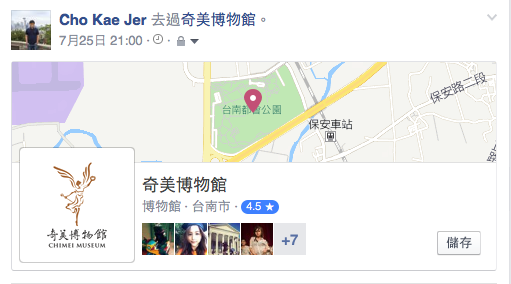 Cho Kae Jer 去過奇美博物館。
7月25日 21:00
台南都會公園
保安路二段
保安車站
奇美博物館
CHIMEI MUSEUM
奇美博物館
博物館 · 台南市 · 4.5 ★
+7
儲存